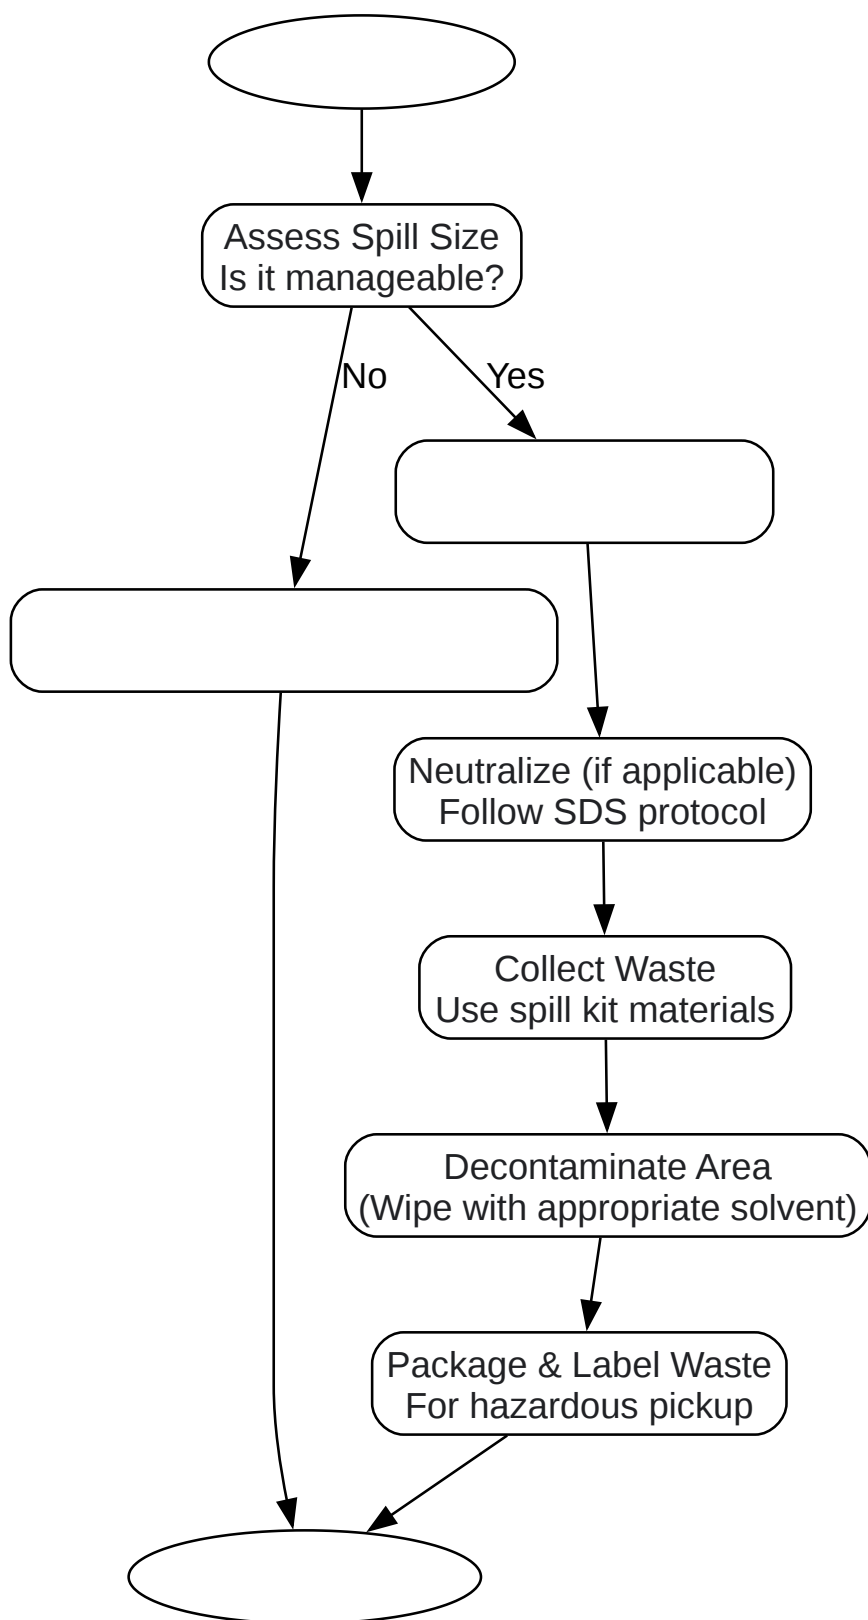 Assess Spill Size
Is it manageable?
No
Yes
Neutralize (if applicable)
Follow SDS protocol
Collect Waste
Use spill kit materials
Decontaminate Area
(Wipe with appropriate solvent)
Package & Label Waste
For hazardous pickup